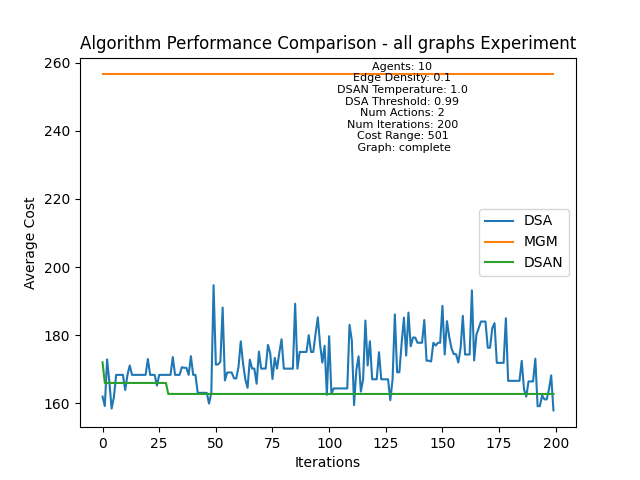 Algorithm Performance Comparison - all graphs Experiment
260
240
220
200
180
160
Average Cost
Agents: 10
Edge Density: 0.1
DSAN Temperature: 1.0
DSA Threshold: 0.99
Num Actions: 2
Num Iterations: 200
Cost Range: 501
Graph: complete
DSA
MGM
DSAN
0 25 50 75 100 125 150 175 200
Iterations